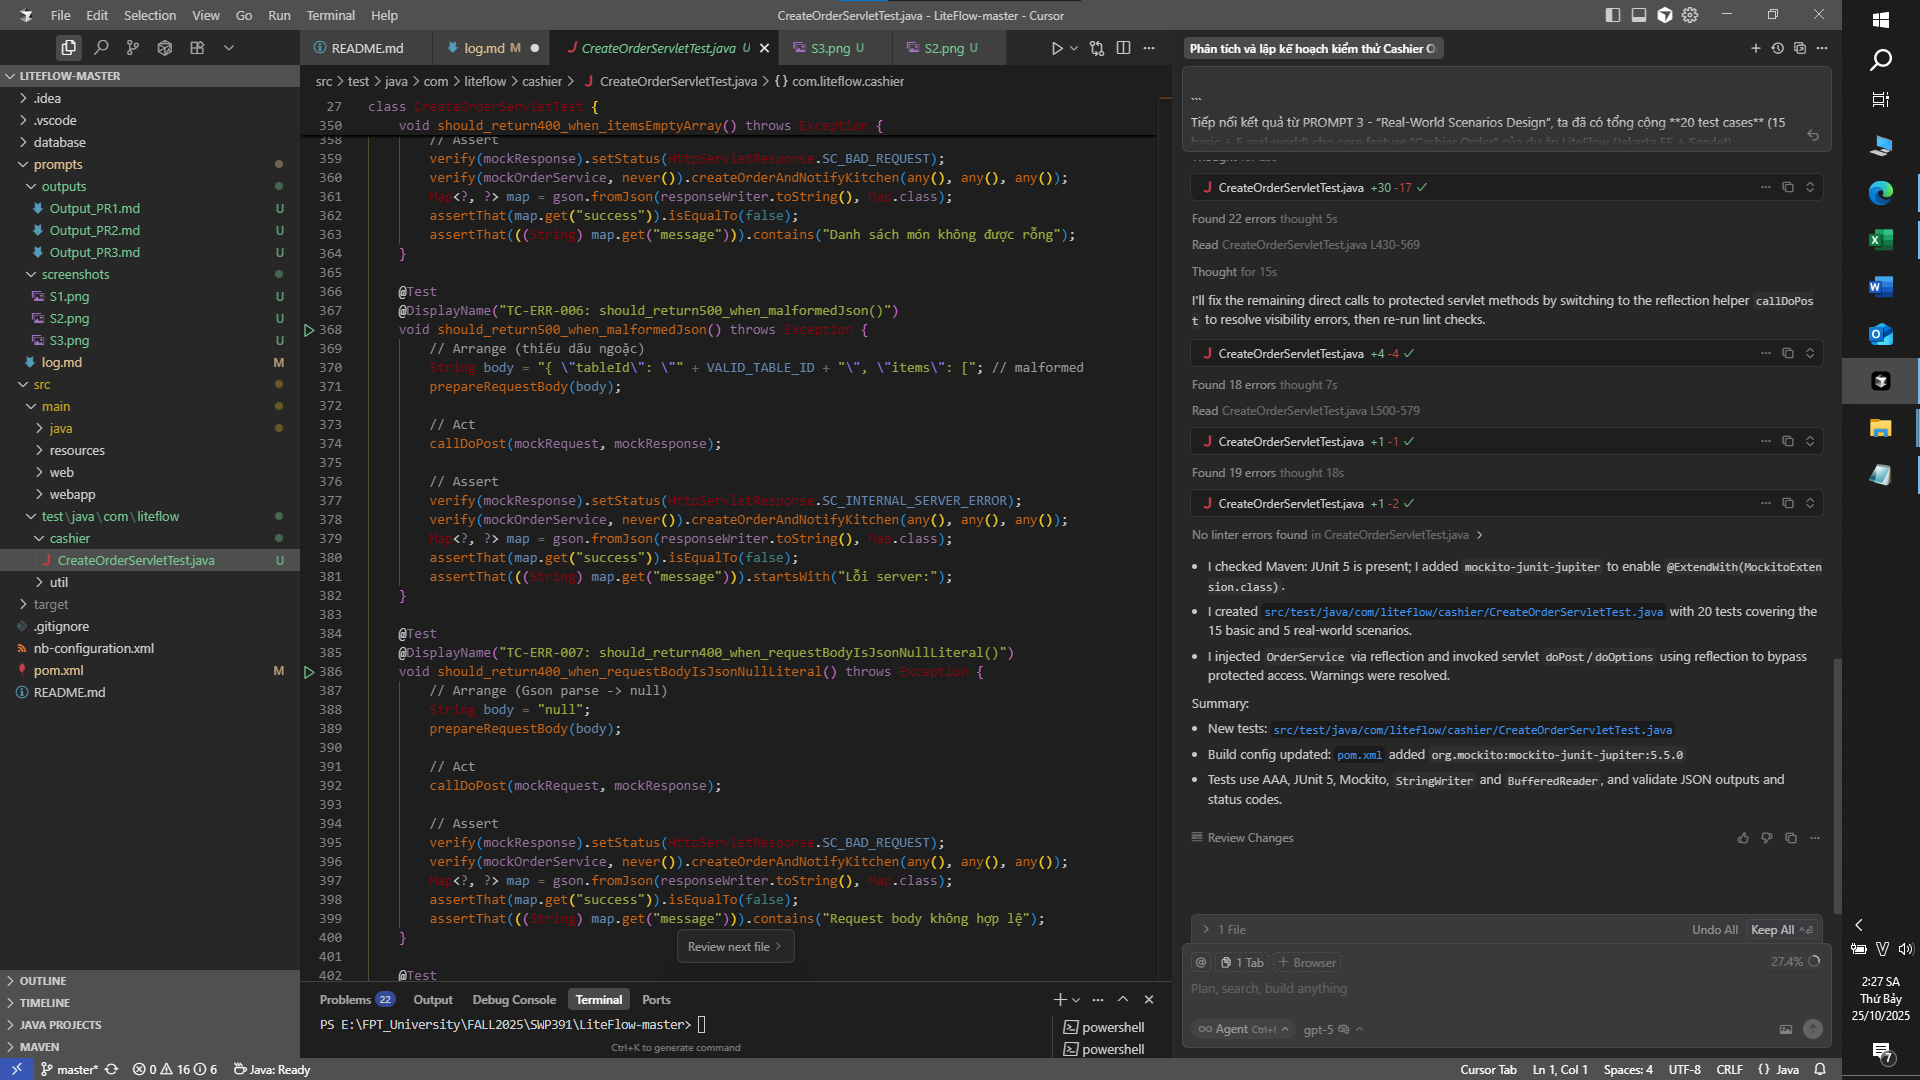 File Edit Selection View Go Run Terminal Help
CreateOrderServletTest.java - LiteFlow-master - Cursor
LITEFLOW-MASTER
.idea
.vscode
database
prompts
outputs
Output_PR1.md U
Output_PR2.md U
Output_PR3.md U
screenshots
S1.png U
S2.png U
S3.png U
log.md M
src
main
java
resources
web
webapp
test\java\com\liteflow
cashier
CreateOrderServletTest.java U
util
target
.gitignore
nb-configuration.xml
pom.xml M
README.md
OUTLINE
TIMELINE
JAVA PROJECTS
MAVEN
README.md log.md M CreateOrderServletTest.java U S3.png U S2.png U
src > test > java > com > liteflow > cashier > CreateOrderServletTest.java > {} com.liteflow.cashier
27 class CreateOrderServletTest {
350 void should_return400_when_itemsEmptyArray() throws Exception {
358 // Assert
359 verify(mockResponse).setStatus(HttpServletResponse.SC_BAD_REQUEST);
360 verify(mockOrderService, never()).createOrderAndNotifyKitchen(any(), any(), any());
361 Map<?, ?> map = gson.fromJson(responseWriter.toString(), Map.class);
362 assertThat(map.get("success")).isEqualTo(false);
363 assertThat(((String) map.get("message"))).contains("Danh sách món không được rỗng");
364 }
365
366 @Test
367 @DisplayName("TC-ERR-006: should_return500_when_malformedJson()")
368 void should_return500_when_malformedJson() throws Exception {
369 // Arrange (thiếu dấu ngoặc)
370 String body = "{ \"tableId\": \"" + VALID_TABLE_ID + "\", \"items\": ["; // malformed
371 prepareRequestBody(body);
372
373 // Act
374 callDoPost(mockRequest, mockResponse);
375
376 // Assert
377 verify(mockResponse).setStatus(HttpServletResponse.SC_INTERNAL_SERVER_ERROR);
378 verify(mockOrderService, never()).createOrderAndNotifyKitchen(any(), any(), any());
379 Map<?, ?> map = gson.fromJson(responseWriter.toString(), Map.class);
380 assertThat(map.get("success")).isEqualTo(false);
381 assertThat(((String) map.get("message"))).startsWith("Lỗi server:");
382 }
383
384 @Test
385 @DisplayName("TC-ERR-007: should_return400_when_requestBodyIsJsonNullLiteral()")
386 void should_return400_when_requestBodyIsJsonNullLiteral() throws Exception {
387 // Arrange (Gson parse -> null)
388 String body = "null";
389 prepareRequestBody(body);
390
391 // Act
392 callDoPost(mockRequest, mockResponse);
393
394 // Assert
395 verify(mockResponse).setStatus(HttpServletResponse.SC_BAD_REQUEST);
396 verify(mockOrderService, never()).createOrderAndNotifyKitchen(any(), any(), any());
397 Map<?, ?> map = gson.fromJson(responseWriter.toString(), Map.class);
398 assertThat(map.get("success")).isEqualTo(false);
399 assertThat(((String) map.get("message"))).contains("Request body không hợp lệ");
400 }
401
402 @Test
Review next file >
Problems 22 Output Debug Console Terminal Ports
PS E:\FPT_University\FALL2025\SWP391\LiteFlow-master>
Ctrl+K to generate command
powershell
powershell
Phân tích và lập kế hoạch kiểm thử Cashier O
```
Tiếp nối kết quả từ PROMPT 3 - "Real-World Scenarios Design", ta đã có tổng cộng **20 test cases** (15
basic + 5 real-world) cho core feature "Cashier Order" của dự án LiteFlow (Jakarta EE + Servlet)
CreateOrderServletTest.java +30 -17
Found 22 errors thought 5s
Read CreateOrderServletTest.java L430-569
Thought for 15s
I'll fix the remaining direct calls to protected servlet methods by switching to the reflection helper callDoPos
t to resolve visibility errors, then re-run lint checks.
CreateOrderServletTest.java +4 -4
Found 18 errors thought 7s
Read CreateOrderServletTest.java L500-579
CreateOrderServletTest.java +1 -1
Found 19 errors thought 18s
CreateOrderServletTest.java +1 -2
No linter errors found in CreateOrderServletTest.java >
• I checked Maven: JUnit 5 is present; I added mockito-junit-jupiter to enable @ExtendWith(MockitoExten
sion.class).
• I created src/test/java/com/liteflow/cashier/CreateOrderServletTest.java with 20 tests covering the
15 basic and 5 real-world scenarios.
• I injected OrderService via reflection and invoked servlet doPost/doOptions using reflection to bypass
protected access. Warnings were resolved.
Summary:
• New tests: src/test/java/com/liteflow/cashier/CreateOrderServletTest.java
• Build config updated: pom.xml added org.mockito:mockito-junit-jupiter:5.5.0
• Tests use AAA, JUnit 5, Mockito, StringWriter and BufferedReader, and validate JSON outputs and
status codes.
Review Changes
> 1 File Undo All Keep All
@ 1 Tab + Browser 27.4%
Plan, search, build anything
Agent Ctrl+I gpt-5
master* 0 16 6 Java: Ready
Cursor Tab Ln 1, Col 1 Spaces: 4 UTF-8 CRLF {} Java
2:27 SA
Thứ Bảy
25/10/2025
7